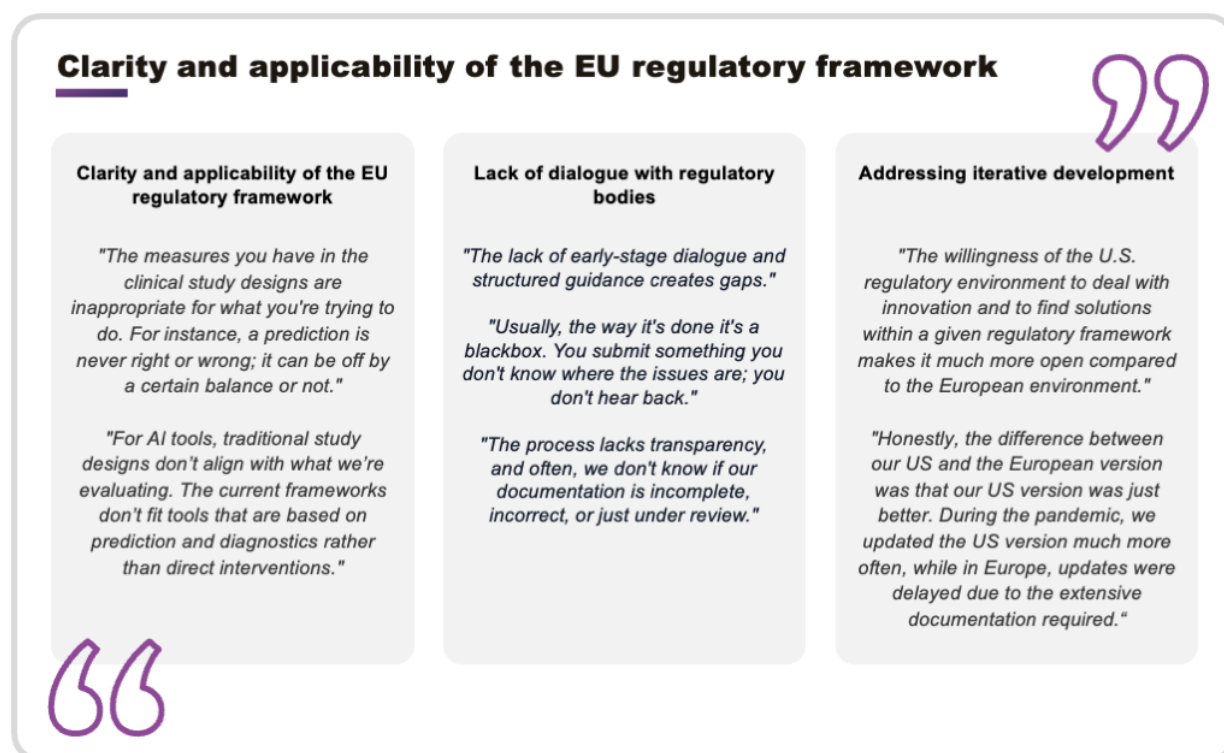 Clarity and applicability of the EU regulatory framework
Clarity and applicability of the EU
regulatory framework
"The measures you have in the
clinical study designs are
inappropriate for what you're trying to
do. For instance, a prediction is
never right or wrong; it can be off by
a certain balance or not."
"For AI tools, traditional study
designs don’t align with what we’re
evaluating. The current frameworks
don’t fit tools that are based on
prediction and diagnostics rather
than direct interventions."
Lack of dialogue with regulatory
bodies
"The lack of early-stage dialogue and
structured guidance creates gaps."
"Usually, the way it's done it's a
blackbox. You submit something you
don't know where the issues are; you
don't hear back."
"The process lacks transparency,
and often, we don't know if our
documentation is incomplete,
incorrect, or just under review."
Addressing iterative development
"The willingness of the U.S.
regulatory environment to deal with
innovation and to find solutions
within a given regulatory framework
makes it much more open compared
to the European environment."
"Honestly, the difference between
our US and the European version
was that our US version was just
better. During the pandemic, we
updated the US version much more
often, while in Europe, updates were
delayed due to the extensive
documentation required.“